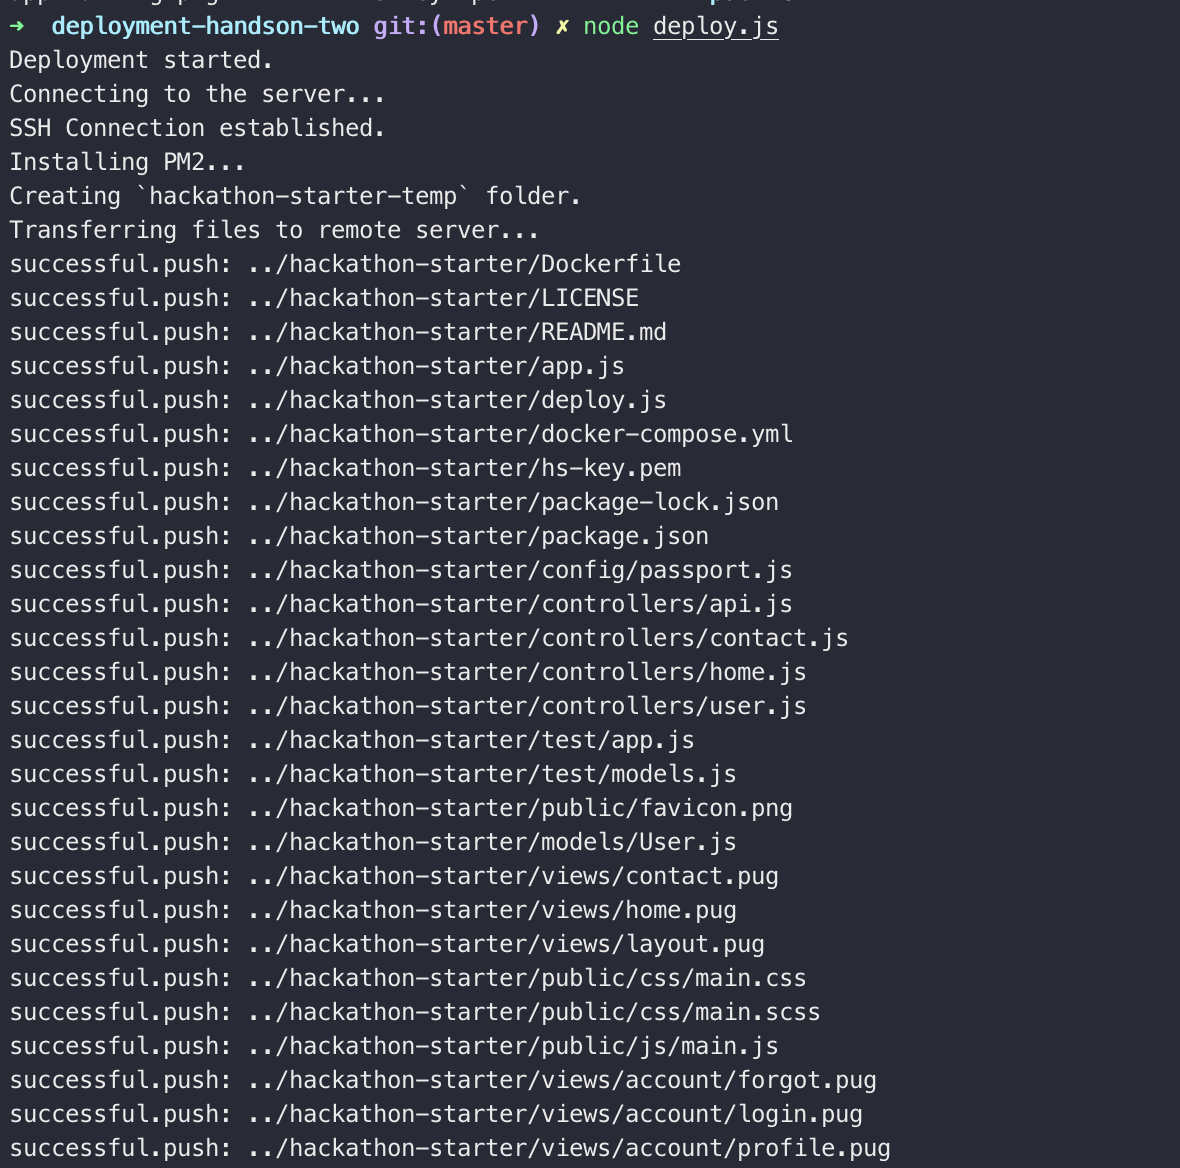 ➜  deployment-handson-two git:(master) ✗ node deploy.js
Deployment started.
Connecting to the server...
SSH Connection established.
Installing PM2...
Creating `hackathon-starter-temp` folder.
Transferring files to remote server...
successful.push: ../hackathon-starter/Dockerfile
successful.push: ../hackathon-starter/LICENSE
successful.push: ../hackathon-starter/README.md
successful.push: ../hackathon-starter/app.js
successful.push: ../hackathon-starter/deploy.js
successful.push: ../hackathon-starter/docker-compose.yml
successful.push: ../hackathon-starter/hs-key.pem
successful.push: ../hackathon-starter/package-lock.json
successful.push: ../hackathon-starter/package.json
successful.push: ../hackathon-starter/config/passport.js
successful.push: ../hackathon-starter/controllers/api.js
successful.push: ../hackathon-starter/controllers/contact.js
successful.push: ../hackathon-starter/controllers/home.js
successful.push: ../hackathon-starter/controllers/user.js
successful.push: ../hackathon-starter/test/app.js
successful.push: ../hackathon-starter/test/models.js
successful.push: ../hackathon-starter/public/favicon.png
successful.push: ../hackathon-starter/models/User.js
successful.push: ../hackathon-starter/views/contact.pug
successful.push: ../hackathon-starter/views/home.pug
successful.push: ../hackathon-starter/views/layout.pug
successful.push: ../hackathon-starter/public/css/main.css
successful.push: ../hackathon-starter/public/css/main.scss
successful.push: ../hackathon-starter/public/js/main.js
successful.push: ../hackathon-starter/views/account/forgot.pug
successful.push: ../hackathon-starter/views/account/login.pug
successful.push: ../hackathon-starter/views/account/profile.pug